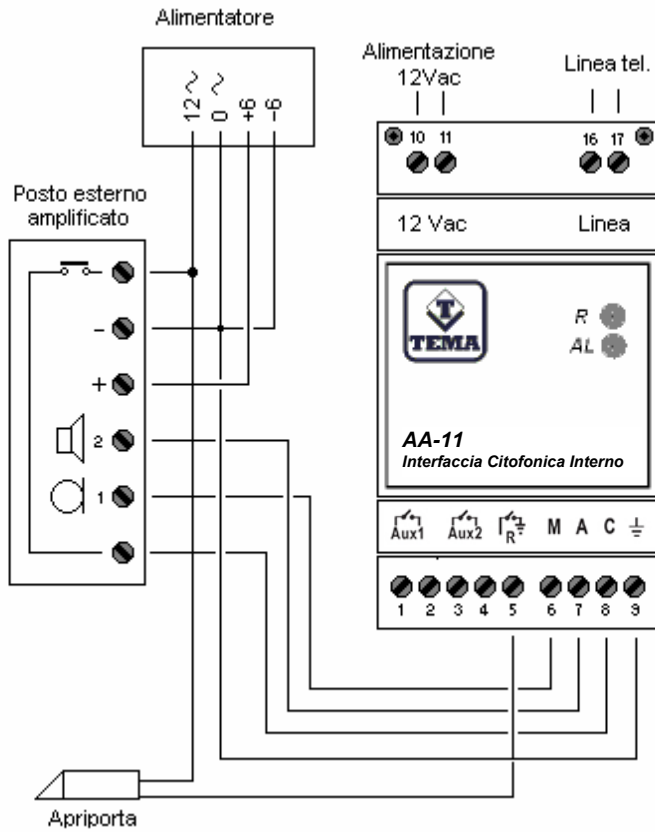 Alimentatore
12
0
+6
-6
Alimentazione
12Vac
Linea tel.
10 11
16 17
12 Vac
Linea
Posto esterno
amplificato
-
+
2
1
TEMA
R
AL
AA-11
Interfaccia Citofonica Interno
Aux1
Aux2
R
M A C
1 2 3 4 5 6 7 8 9
Apriporta